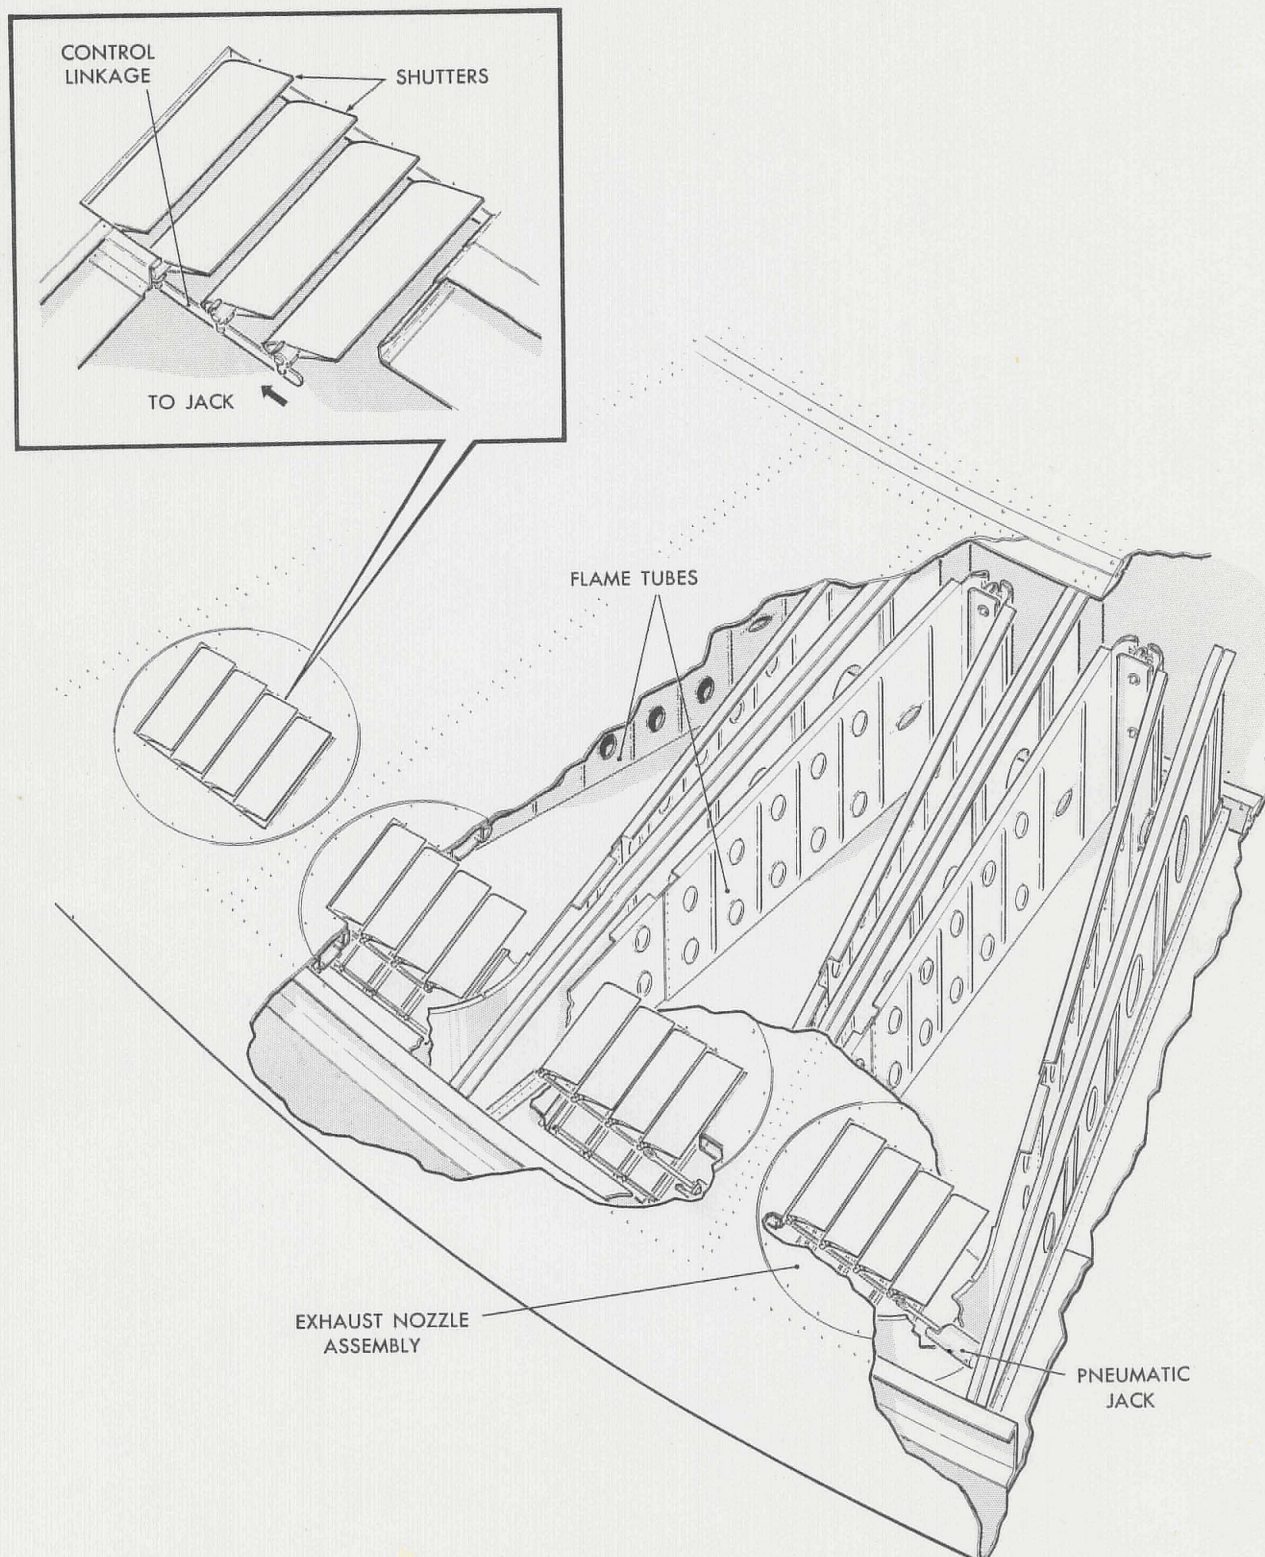 CONTROL
LINKAGE
SHUTTERS
TO JACK
FLAME TUBES
EXHAUST NOZZLE
ASSEMBLY
PNEUMATIC
JACK